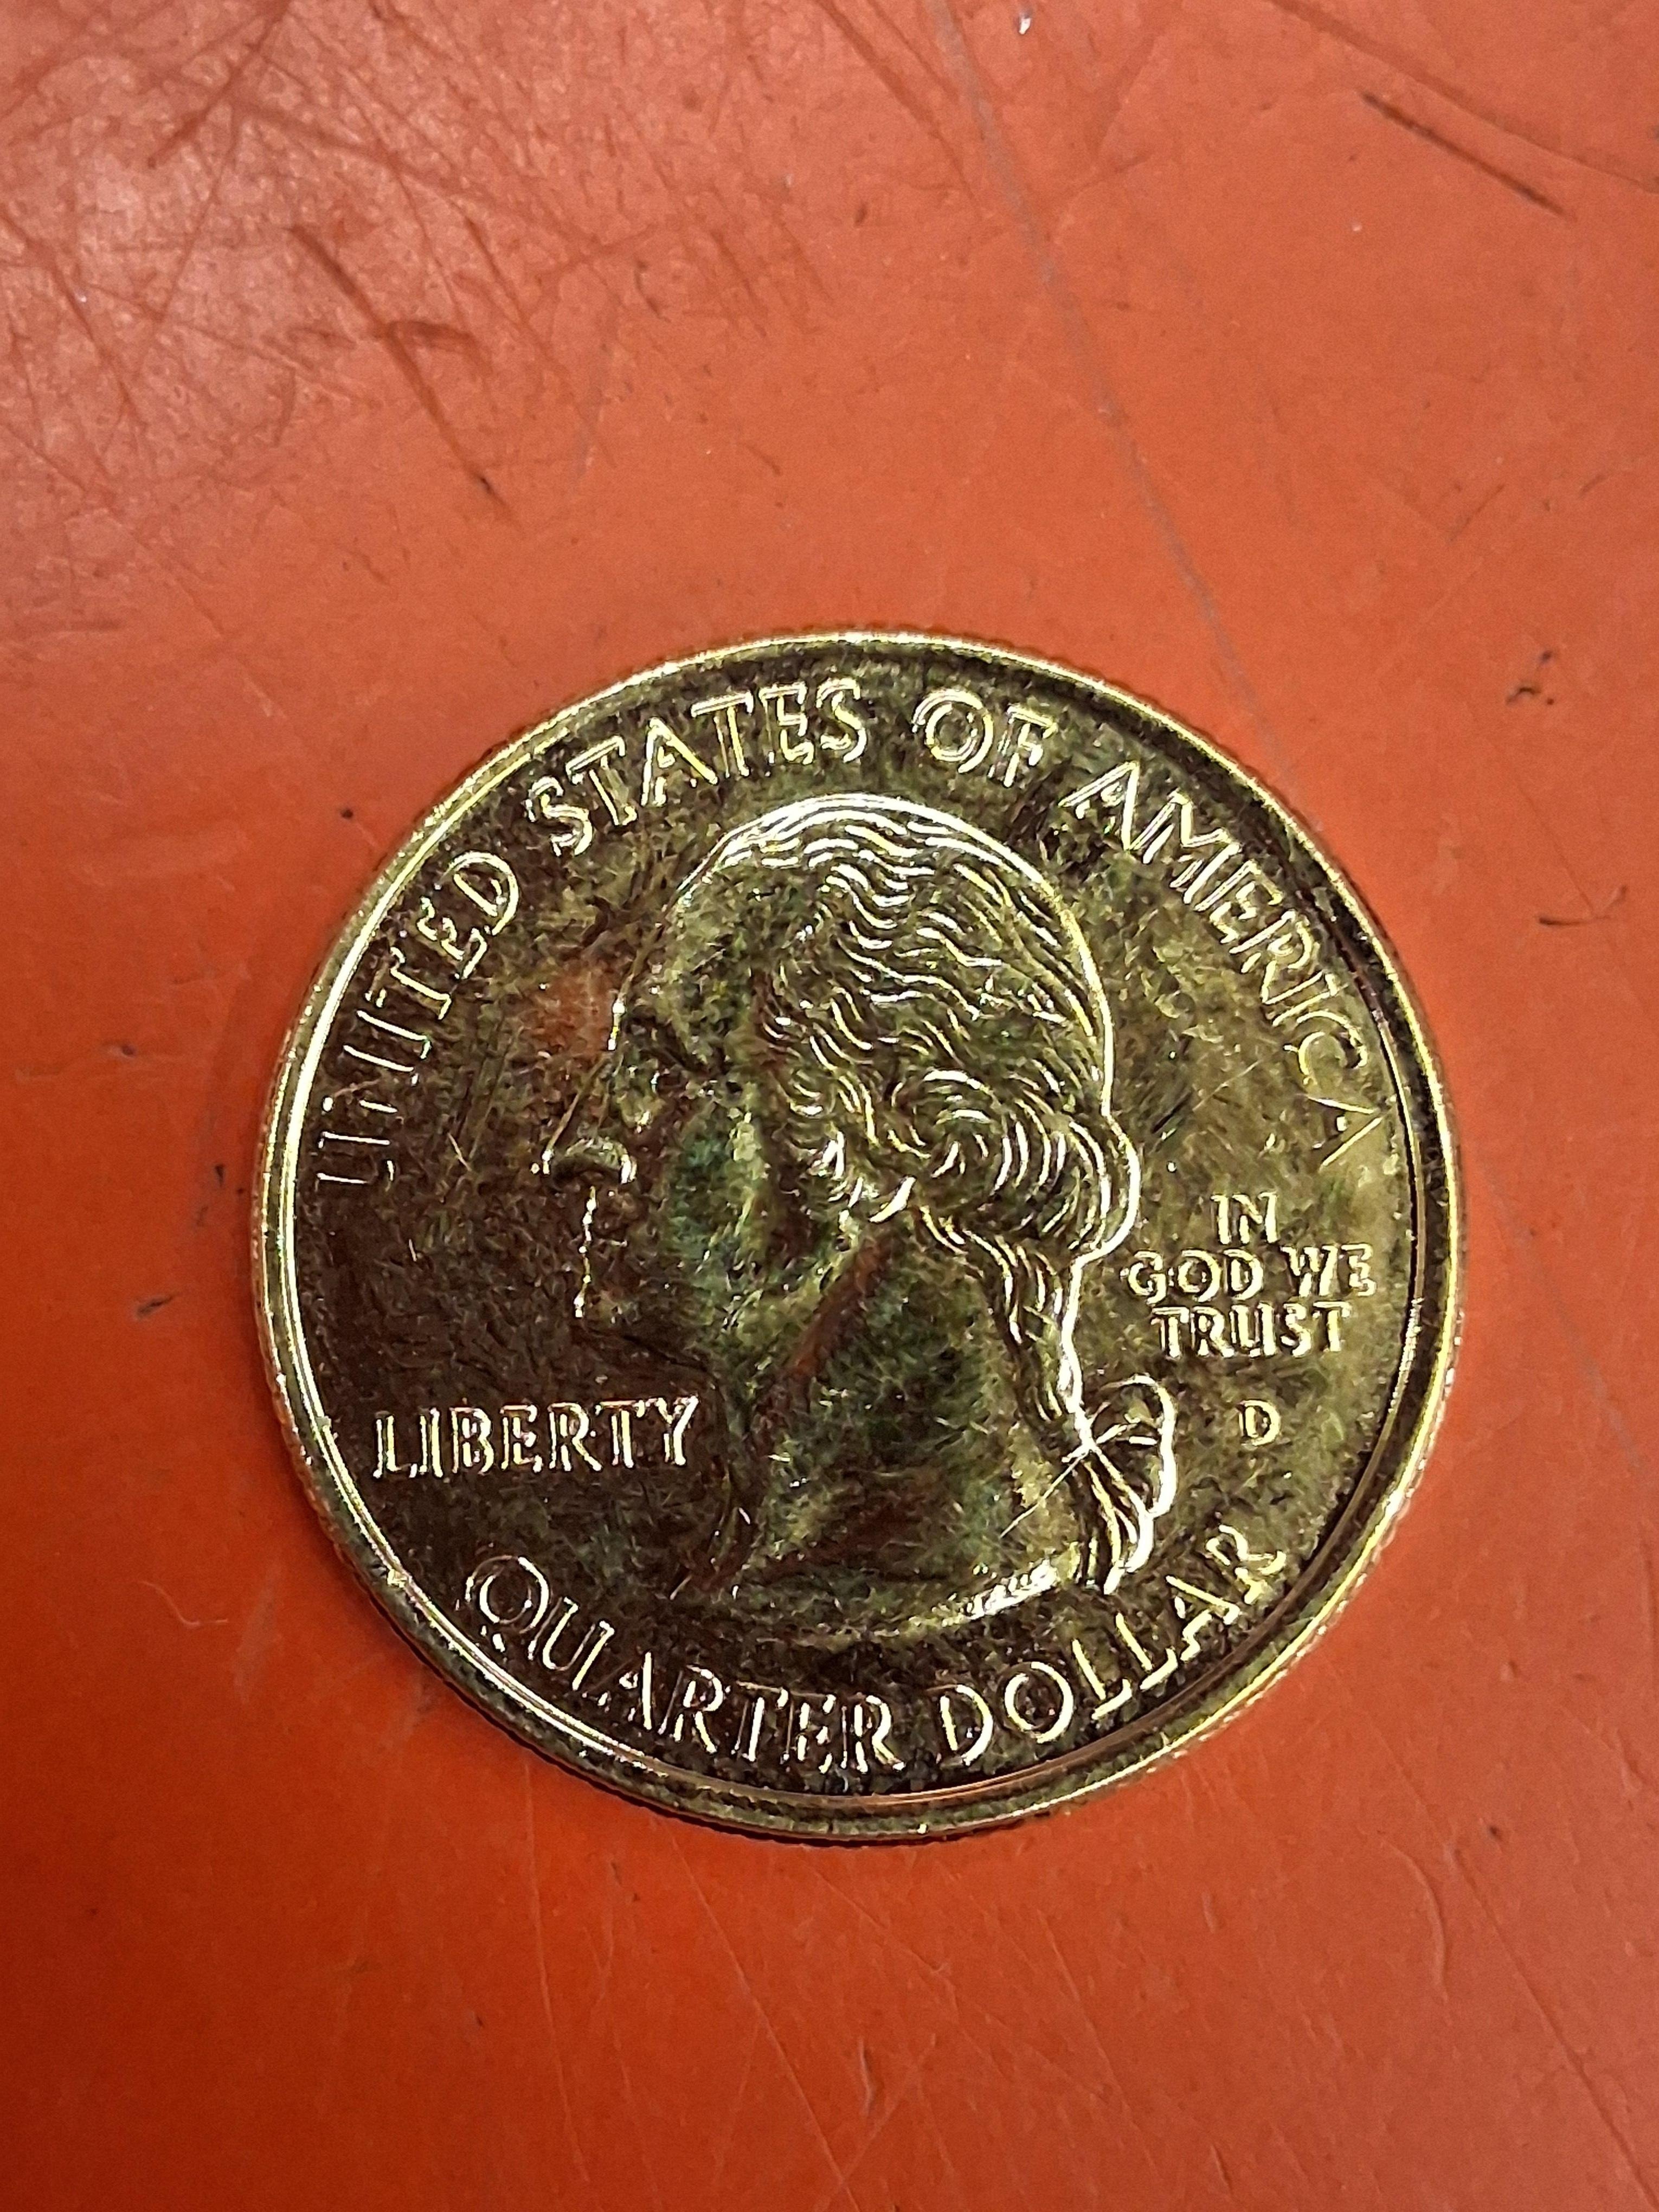 UNITED STATES OF AMERICA
IN
GOD WE
TRUST
LIBERTY
D
QUARTER DOLLAR